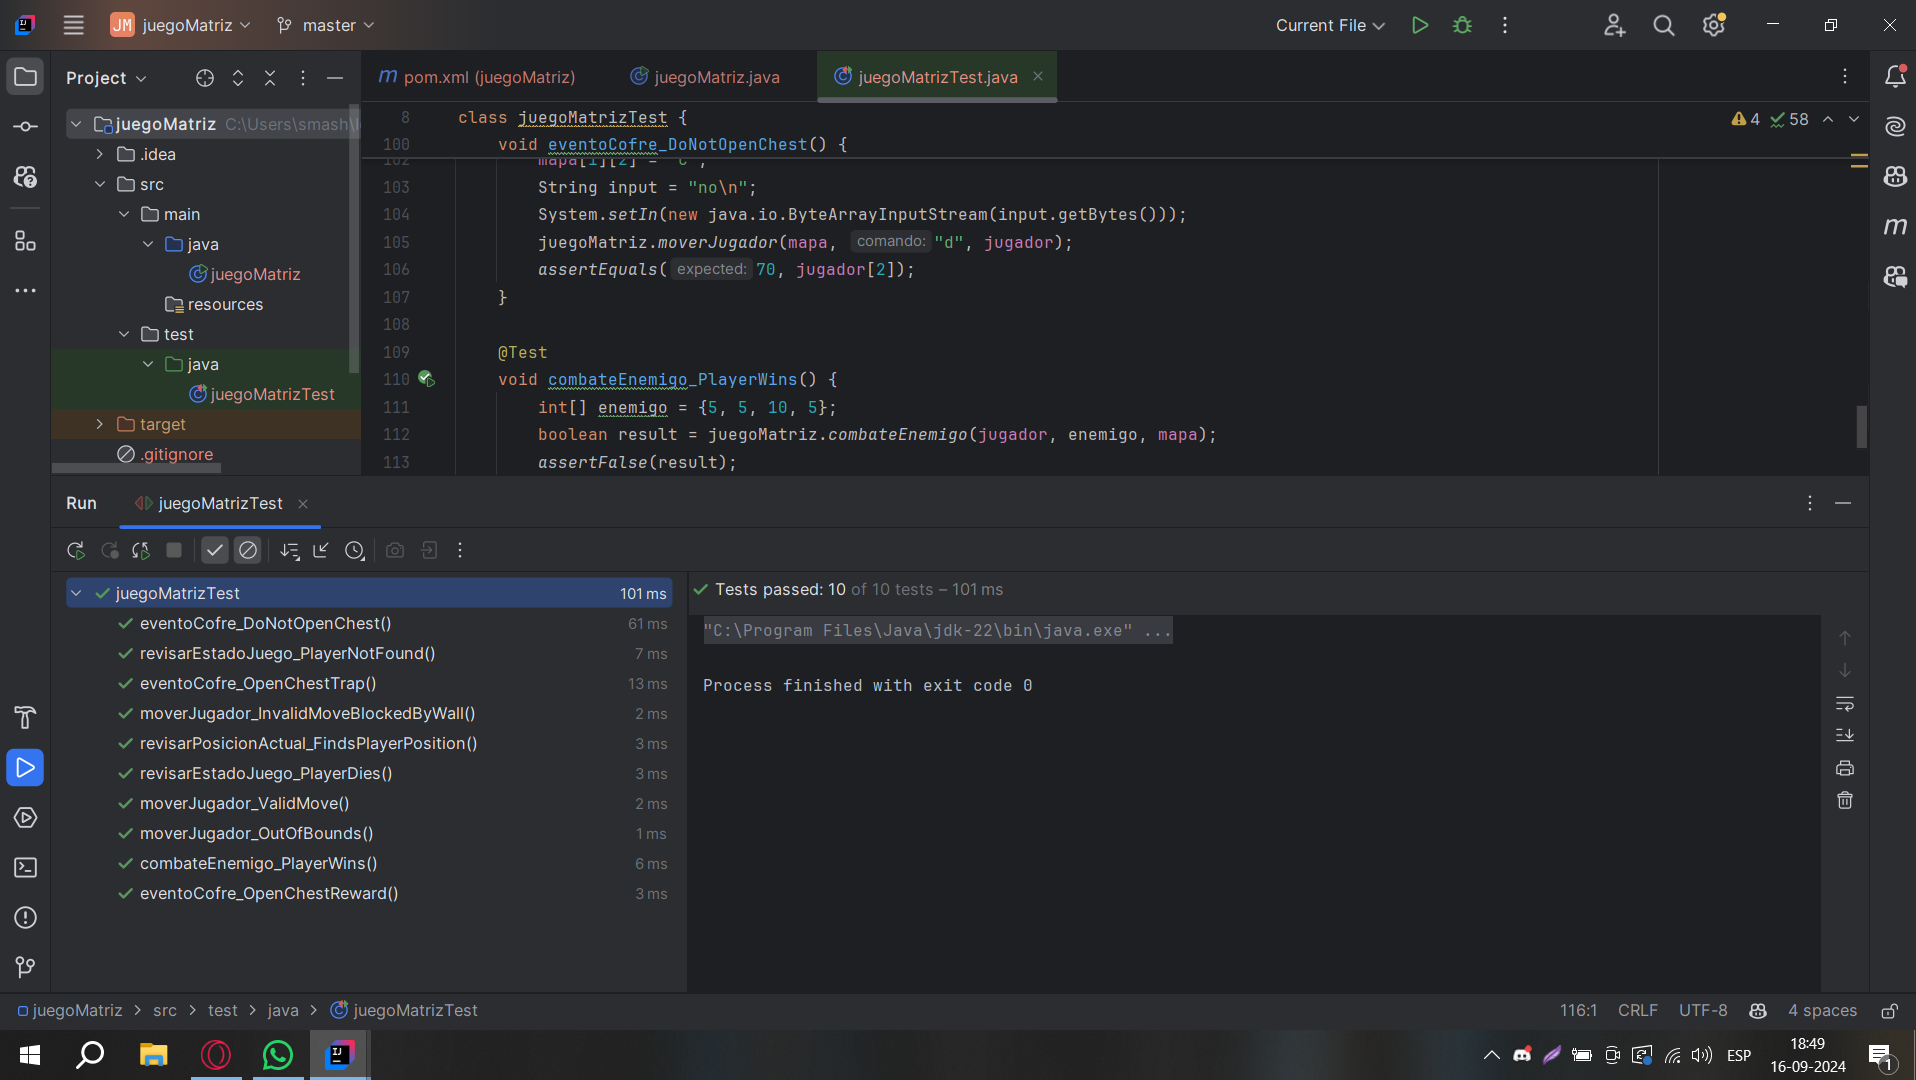 JM juegoMatriz master Current File
Project
juegoMatriz C:\Users\smash\
.idea
src
main
java
juegoMatriz
resources
test
java
juegoMatrizTest
target
.gitignore
m pom.xml (juegoMatriz) juegoMatriz.java juegoMatrizTest.java
8 class juegoMatrizTest { 4 58
100 void eventoCofre_DoNotOpenChest() {
102 mapa[1][2] = "C";
103 String input = "no\n";
104 System.setIn(new java.io.ByteArrayInputStream(input.getBytes()));
105 juegoMatriz.moverJugador(mapa, comando: "d", jugador);
106 assertEquals( expected: 70, jugador[2]);
107 }
108
109 @Test
110 void combateEnemigo_PlayerWins() {
111 int[] enemigo = {5, 5, 10, 5};
112 boolean result = juegoMatriz.combateEnemigo(jugador, enemigo, mapa);
113 assertFalse(result);
Run juegoMatrizTest
juegoMatrizTest 101 ms
eventoCofre_DoNotOpenChest() 61 ms
revisarEstadoJuego_PlayerNotFound() 7 ms
eventoCofre_OpenChestTrap() 13 ms
moverJugador_InvalidMoveBlockedByWall() 2 ms
revisarPosicionActual_FindsPlayerPosition() 3 ms
revisarEstadoJuego_PlayerDies() 3 ms
moverJugador_ValidMove() 2 ms
moverJugador_OutOfBounds() 1 ms
combateEnemigo_PlayerWins() 6 ms
eventoCofre_OpenChestReward() 3 ms
Tests passed: 10 of 10 tests – 101 ms
"C:\Program Files\Java\jdk-22\bin\java.exe" ...
Process finished with exit code 0
juegoMatriz > src > test > java > juegoMatrizTest 116:1 CRLF UTF-8 4 spaces
ESP
18:49
16-09-2024
1